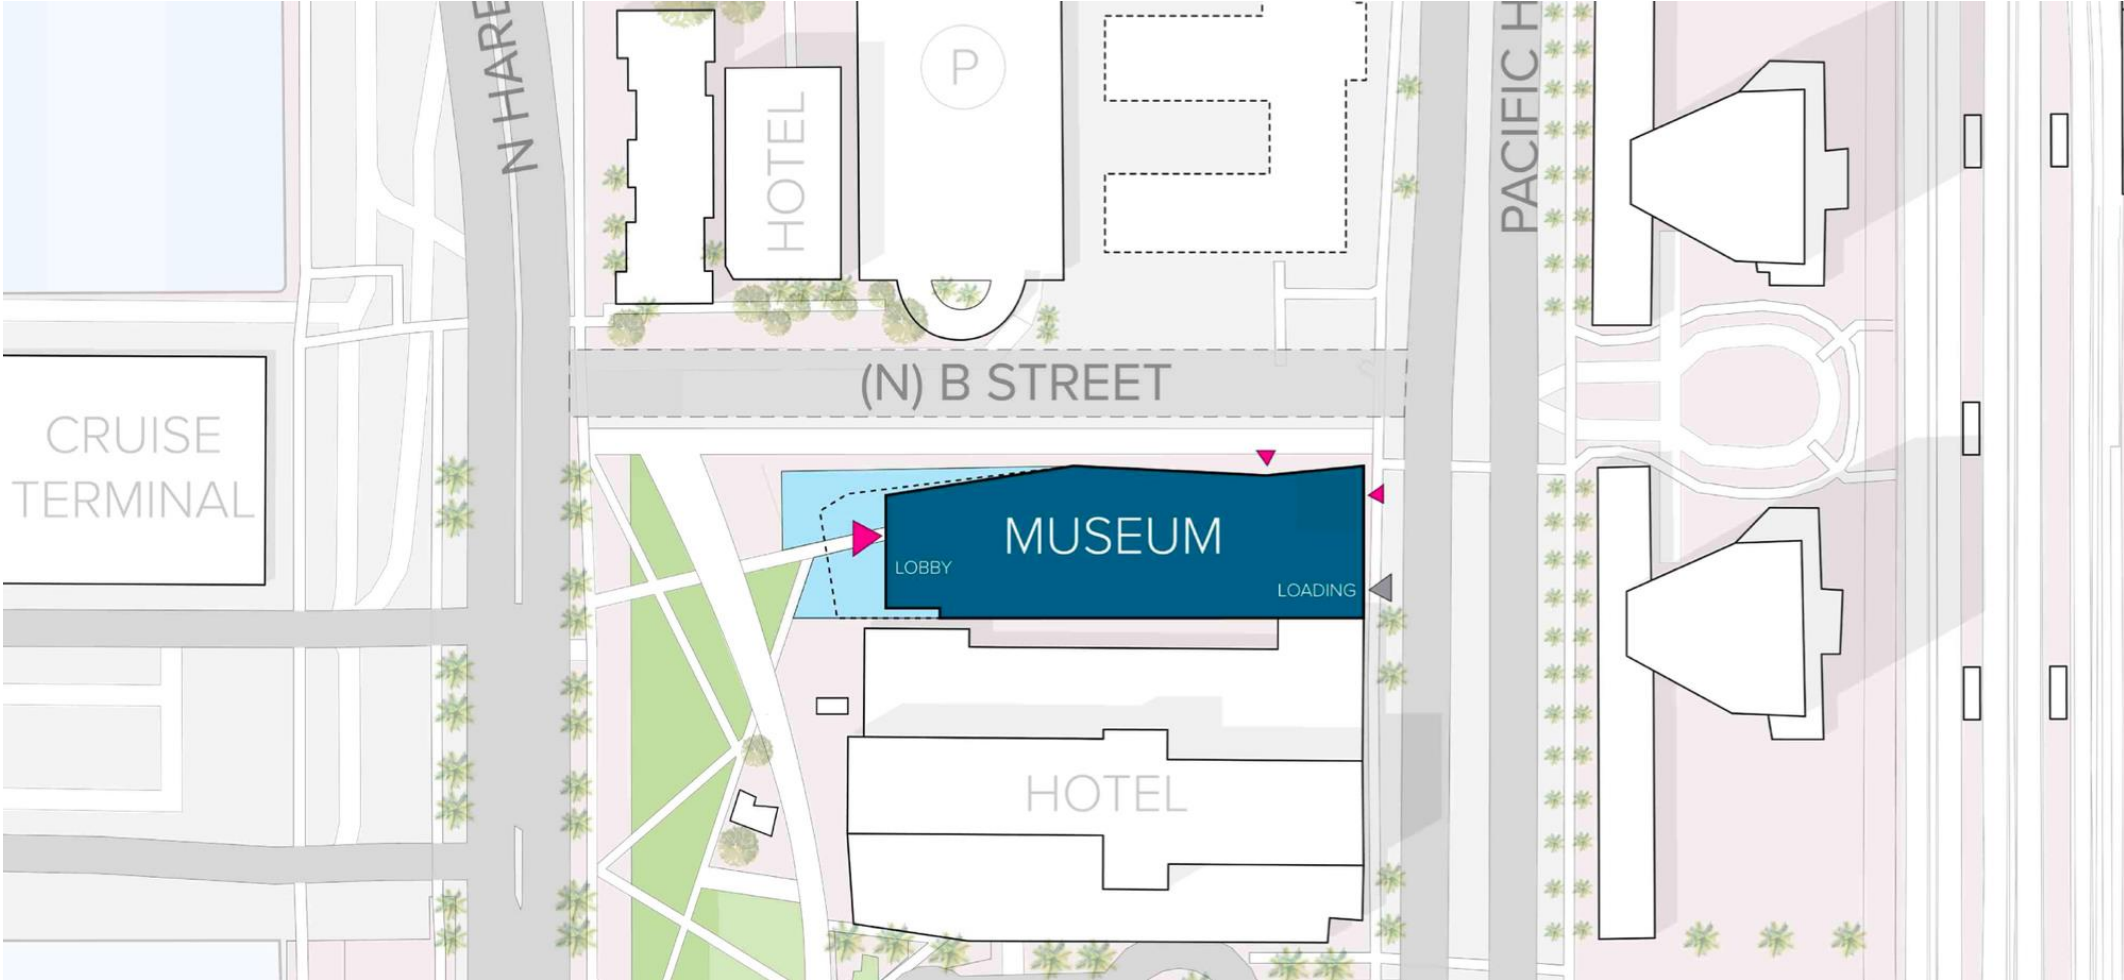 N HARB
PACIFIC H
P
HOTEL
(N) B STREET
CRUISE
TERMINAL
MUSEUM
LOBBY
LOADING
HOTEL